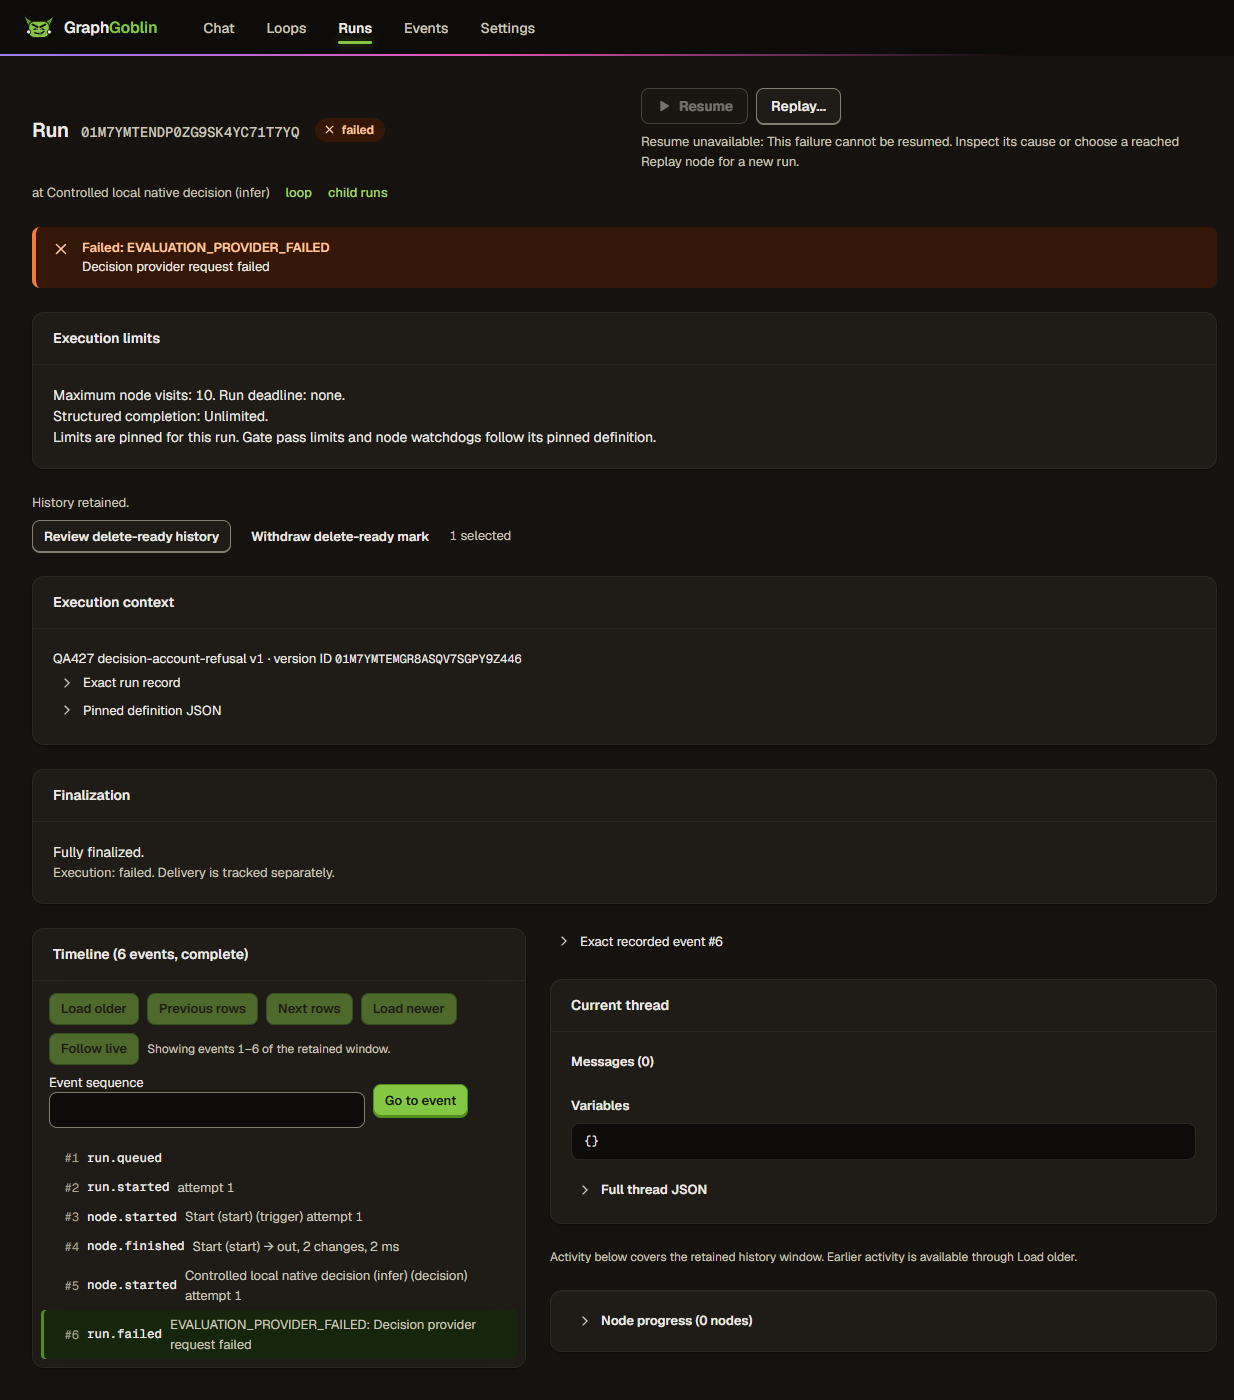 GraphGoblin
Chat
Loops
Runs
Events
Settings
Run 01M7YMTENDP0ZG9SK4YC71T7YQ
failed
Resume
Replay...
Resume unavailable: This failure cannot be resumed. Inspect its cause or choose a reached
Replay node for a new run.
at Controlled local native decision (infer) loop child runs
Failed: EVALUATION_PROVIDER_FAILED
Decision provider request failed
Execution limits
Maximum node visits: 10. Run deadline: none.
Structured completion: Unlimited.
Limits are pinned for this run. Gate pass limits and node watchdogs follow its pinned definition.
History retained.
Review delete-ready history
Withdraw delete-ready mark
1 selected
Execution context
QA427 decision-account-refusal v1 · version ID 01M7YMTEMGR8ASQV7SGPY9Z446
Exact run record
Pinned definition JSON
Finalization
Fully finalized.
Execution: failed. Delivery is tracked separately.
Timeline (6 events, complete)
Load older
Previous rows
Next rows
Load newer
Follow live
Showing events 1–6 of the retained window.
Event sequence
Go to event
#1 run.queued
#2 run.started attempt 1
#3 node.started Start (start) (trigger) attempt 1
#4 node.finished Start (start) → out, 2 changes, 2 ms
#5 node.started Controlled local native decision (infer) (decision)
attempt 1
#6 run.failed EVALUATION_PROVIDER_FAILED: Decision provider
request failed
Exact recorded event #6
Current thread
Messages (0)
Variables
{}
Full thread JSON
Activity below covers the retained history window. Earlier activity is available through Load older.
Node progress (0 nodes)